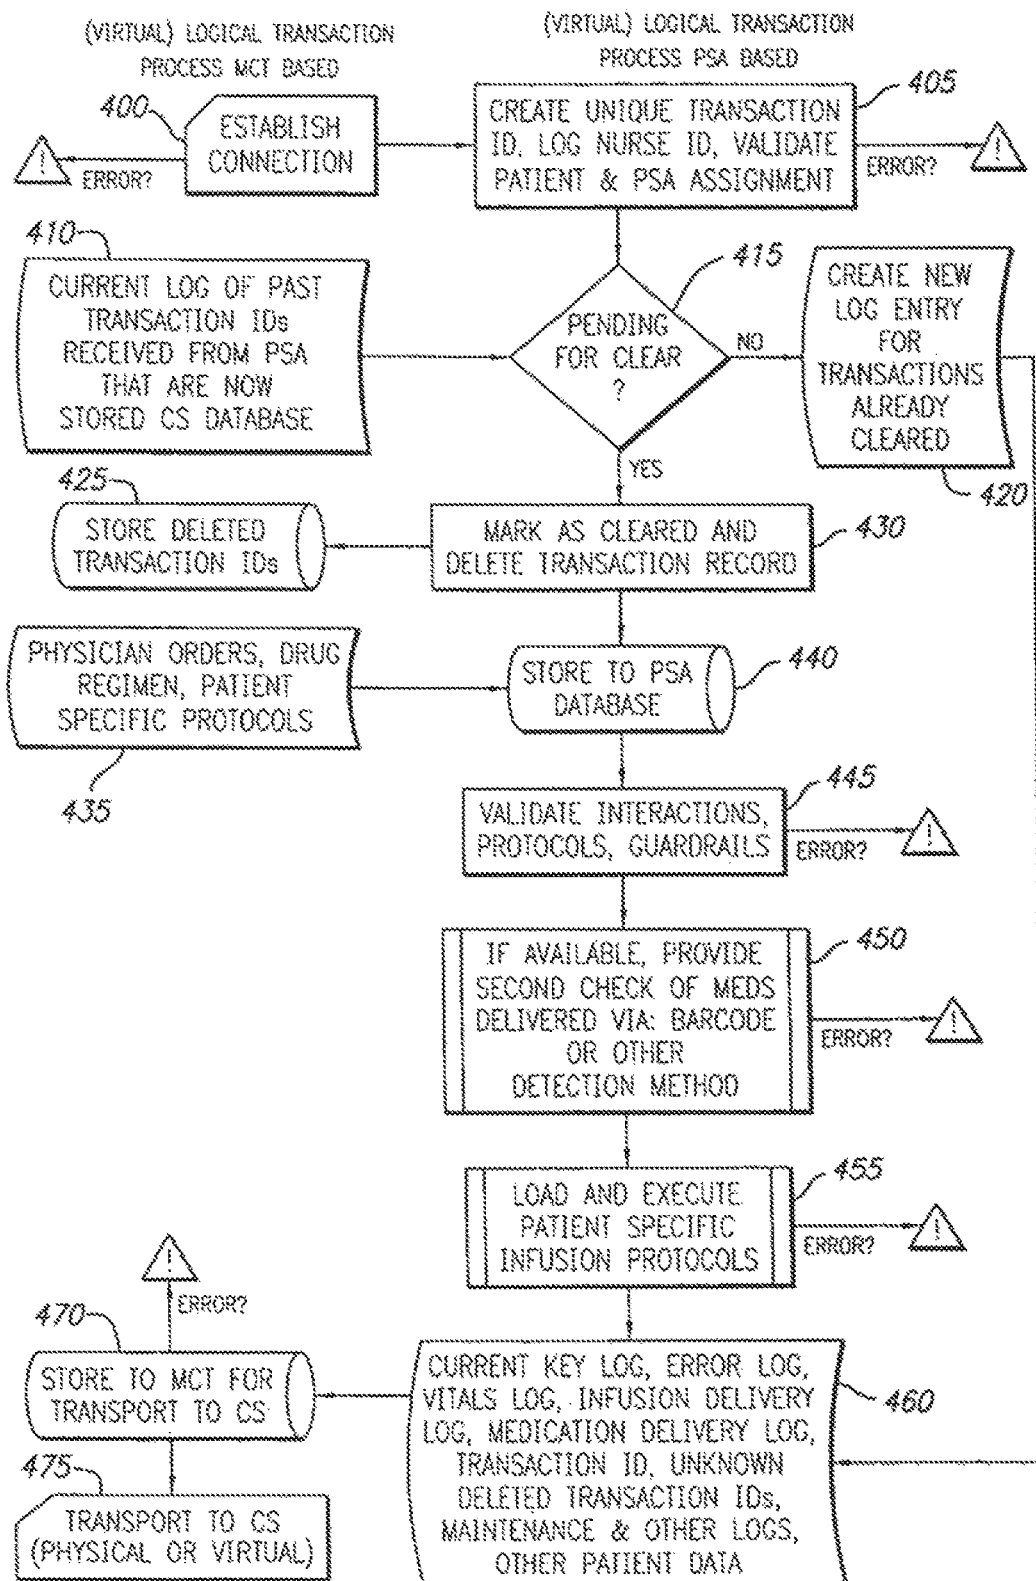 (VIRTUAL) LOGICAL TRANSACTION
PROCESS MCT BASED
(VIRTUAL) LOGICAL TRANSACTION
PROCESS PSA BASED
400
ESTABLISH
CONNECTION
ERROR?
!
405
CREATE UNIQUE TRANSACTION
ID, LOG NURSE ID, VALIDATE
PATIENT & PSA ASSIGNMENT
ERROR?
!
410
CURRENT LOG OF PAST
TRANSACTION IDs
RECEIVED FROM PSA
THAT ARE NOW
STORED CS DATABASE
415
PENDING
FOR CLEAR
?
NO
YES
CREATE NEW
LOG ENTRY
FOR
TRANSACTIONS
ALREADY
CLEARED
420
425
STORE DELETED
TRANSACTION IDs
MARK AS CLEARED AND
DELETE TRANSACTION RECORD
430
PHYSICIAN ORDERS, DRUG
REGIMEN, PATIENT
SPECIFIC PROTOCOLS
435
STORE TO PSA
DATABASE
440
445
VALIDATE INTERACTIONS,
PROTOCOLS, GUARDRAILS
ERROR?
!
450
IF AVAILABLE, PROVIDE
SECOND CHECK OF MEDS
DELIVERED VIA: BARCODE
OR OTHER
DETECTION METHOD
ERROR?
!
455
LOAD AND EXECUTE
PATIENT SPECIFIC
INFUSION PROTOCOLS
ERROR?
!
!
ERROR?
470
STORE TO MCT FOR
TRANSPORT TO CS
475
TRANSPORT TO CS
(PHYSICAL OR VIRTUAL)
CURRENT KEY LOG, ERROR LOG,
VITALS LOG, INFUSION DELIVERY
LOG, MEDICATION DELIVERY LOG,
TRANSACTION ID, UNKNOWN
DELETED TRANSACTION IDs,
MAINTENANCE & OTHER LOGS,
OTHER PATIENT DATA
460